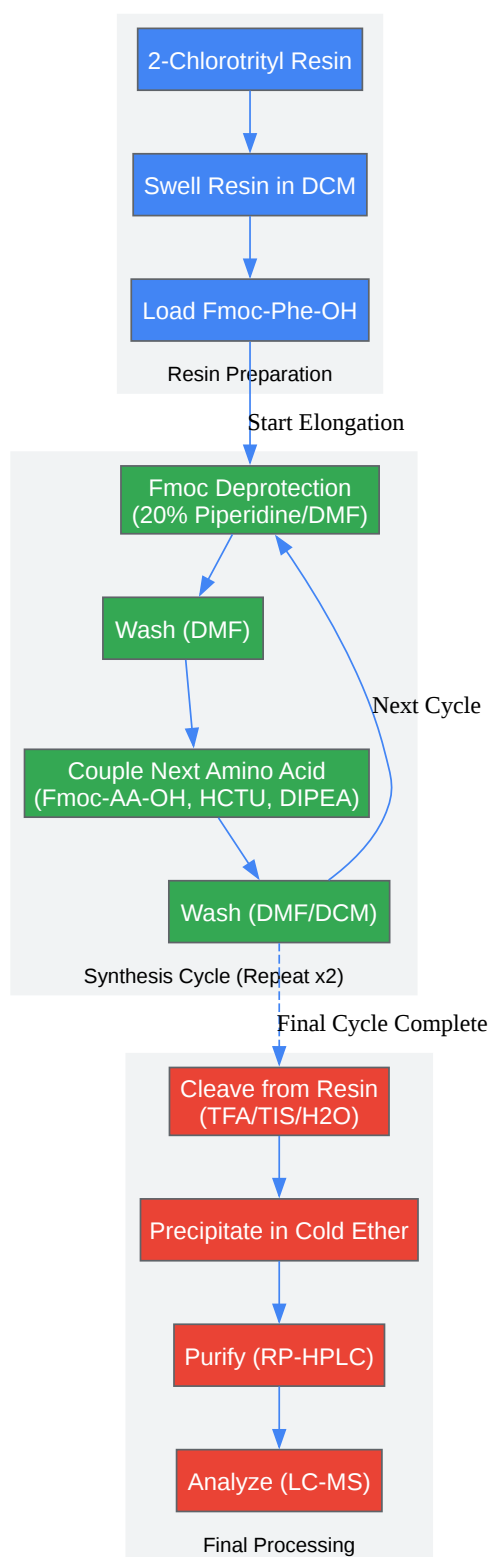 2-Chlorotrityl Resin
Swell Resin in DCM
Load Fmoc-Phe-OH
Resin Preparation
Start Elongation
Fmoc Deprotection
(20% Piperidine/DMF)
Wash (DMF)
Next Cycle
Couple Next Amino Acid
(Fmoc-AA-OH, HCTU, DIPEA)
Wash (DMF/DCM)
Synthesis Cycle (Repeat x2)
Final Cycle Complete
Cleave from Resin
(TFA/TIS/H2O)
Precipitate in Cold Ether
Purify (RP-HPLC)
Analyze (LC-MS)
Final Processing